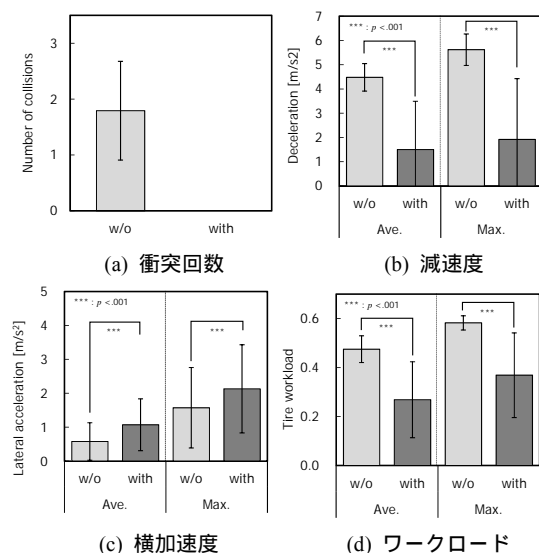 3
2
1
0
Number of collisions
w/o
with
(a) 衝突回数
7
6
5
4
3
2
1
0
Deceleration [m/s2]
*** : p <.001
***
***
w/o
with
w/o
with
Ave.
Max.
(b) 減速度
5
4
3
2
1
0
Lateral acceleration [m/s²]
*** : p <.001
***
***
w/o
with
w/o
with
Ave.
Max.
(c) 横加速度
0.6
0.4
0.2
0.0
Tire workload
*** : p <.001
***
***
w/o
with
w/o
with
Ave.
Max.
(d) ワークロード